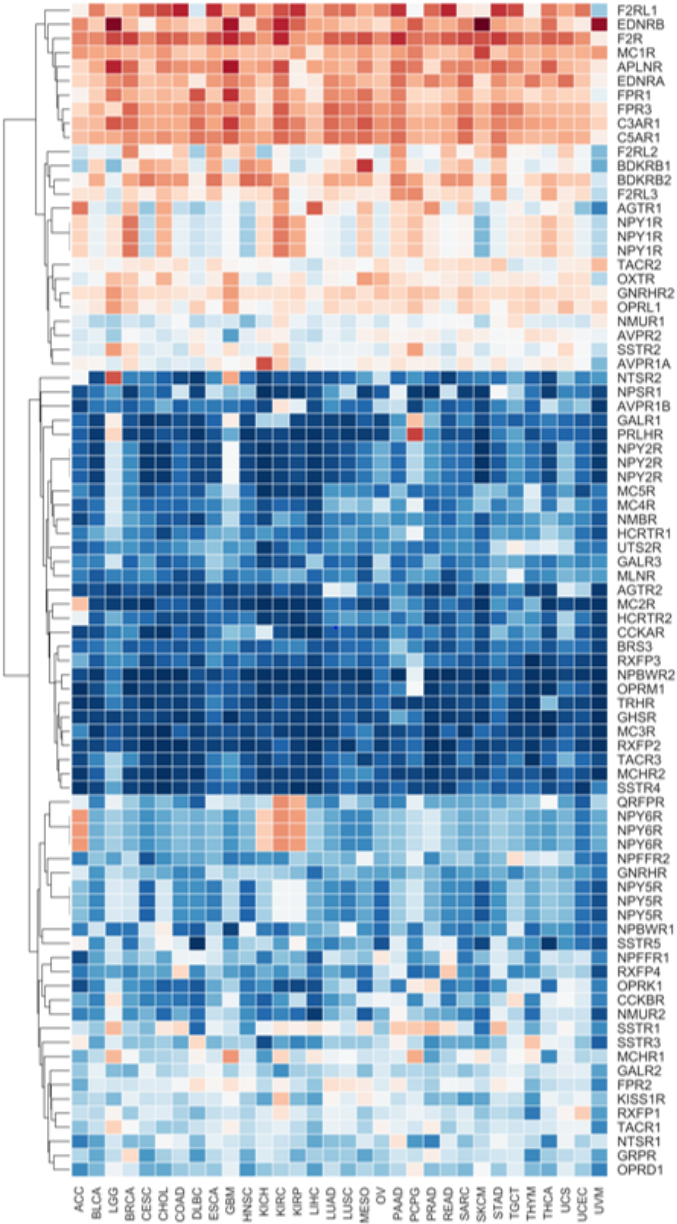 F2RL1
EDNRB
F2R
MC1R
APLNR
EDNRA
FPR1
FPR3
C3AR1
C5AR1
F2RL2
BDKRB1
BDKRB2
F2RL3
AGTR1
NPY1R
NPY1R
NPY1R
TACR2
OXTR
GNRHR2
OPRL1
NMUR1
AVPR2
SSTR2
AVPR1A
NTSR2
NPSR1
AVPR1B
GALR1
PRLHR
NPY2R
NPY2R
NPY2R
MC5R
MC4R
NMBR
HCRTR1
UTS2R
GALR3
MLNR
AGTR2
MC2R
HCRTR2
CCKAR
BRS3
RXFP3
NPBWR2
OPRM1
TRHR
GHSR
MC3R
RXFP2
TACR3
MCHR2
SSTR4
QRFPR
NPY6R
NPY6R
NPY6R
NPFFR2
GNRHR
NPY5R
NPY5R
NPY5R
NPBWR1
SSTR5
NPFFR1
RXFP4
OPRK1
CCKBR
NMUR2
SSTR1
SSTR3
MCHR1
GALR2
FPR2
KISS1R
RXFP1
TACR1
NTSR1
GRPR
OPRD1
ACC BLCA LGG BRCA CESC CHOL COAD DLBC ESCA GBM HNSC KICH KIRC KIRP LIHC LUAD LUSC MESO OV PAAD PCPG PRAD READ SARC SKCM STAD TGCT THYM THCA UCS UCEC UVM